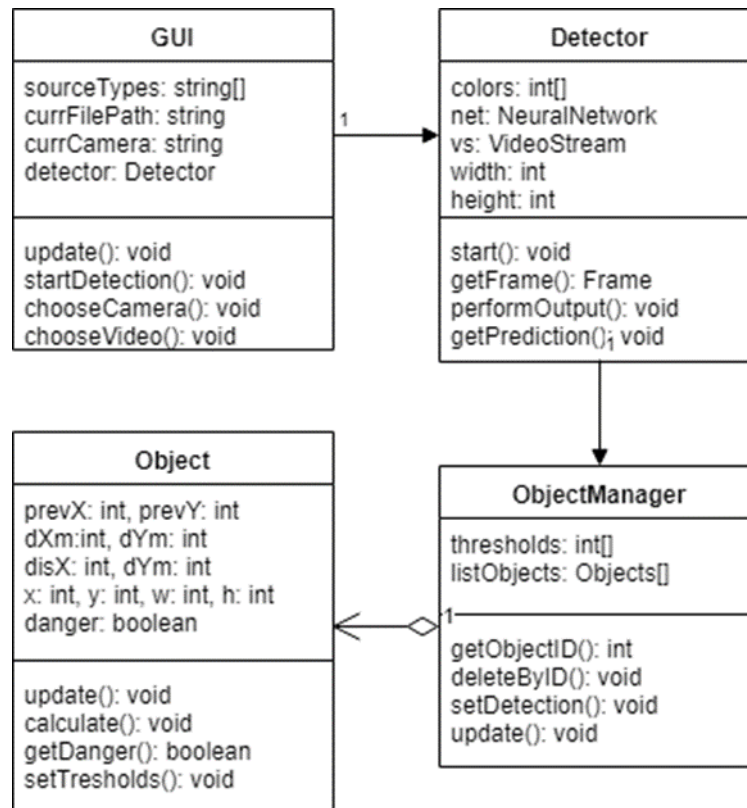 GUI
sourceTypes: string[]
currFilePath: string
currCamera: string
detector: Detector
update(): void
startDetection(): void
chooseCamera(): void
chooseVideo(): void
1
Detector
colors: int[]
net: NeuralNetwork
vs: VideoStream
width: int
height: int
start(): void
getFrame(): Frame
performOutput(): void
getPrediction(): void
1
Object
prevX: int, prevY: int
dXm:int, dYm: int
disX: int, dYm: int
x: int, y: int, w: int, h: int
danger: boolean
update(): void
calculate(): void
getDanger(): boolean
setTresholds(): void
ObjectManager
thresholds: int[]
listObjects: Objects[]
1
getObjectID(): int
deleteByID(): void
setDetection(): void
update(): void